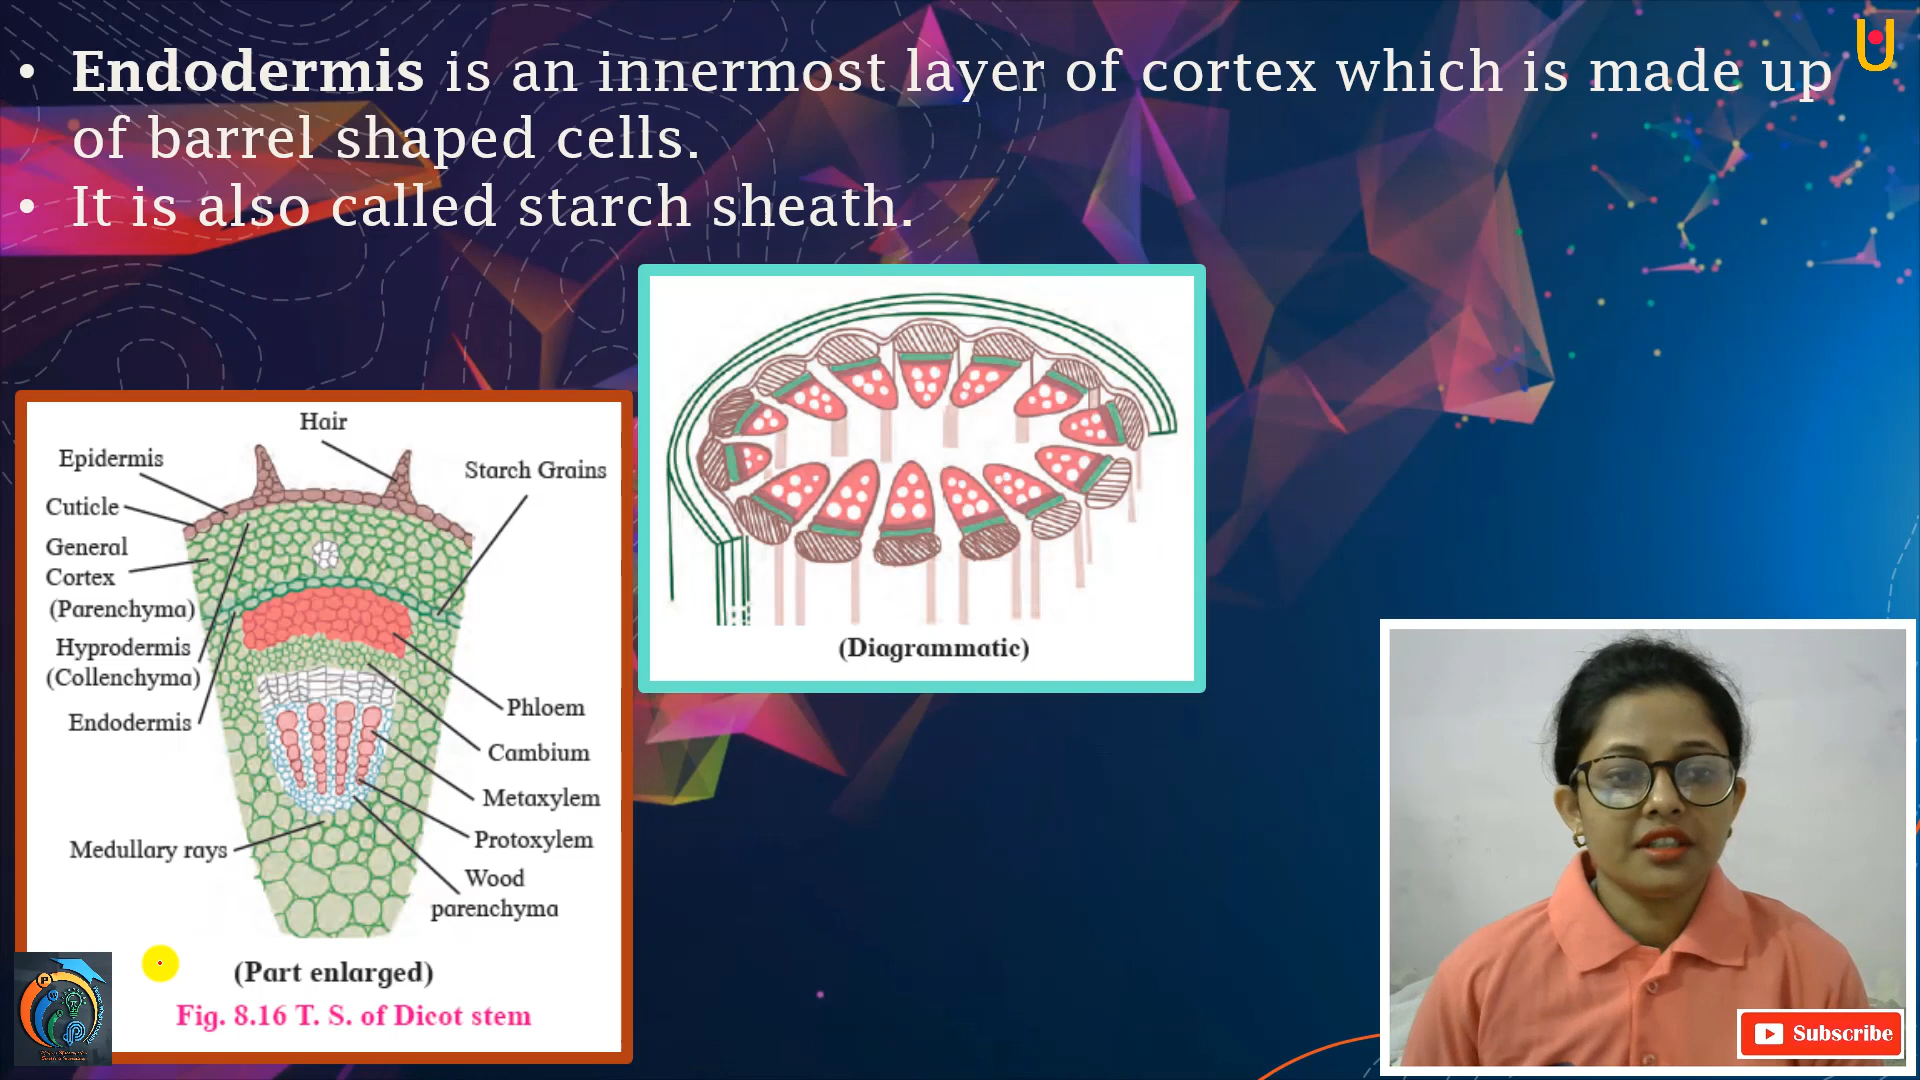 • Endodermis is an innermost layer of cortex which is made up
of barrel shaped cells.
• It is also called starch sheath.
Hair
Epidermis
Starch Grains
Cuticle
General
Cortex
(Parenchyma)
Hyprodermis
(Collenchyma)
Endodermis
Phloem
Cambium
Metaxylem
Protoxylem
Medullary rays
Wood
parenchyma
(Part enlarged)
Fig. 8.16 T. S. of Dicot stem
(Diagrammatic)
Subscribe